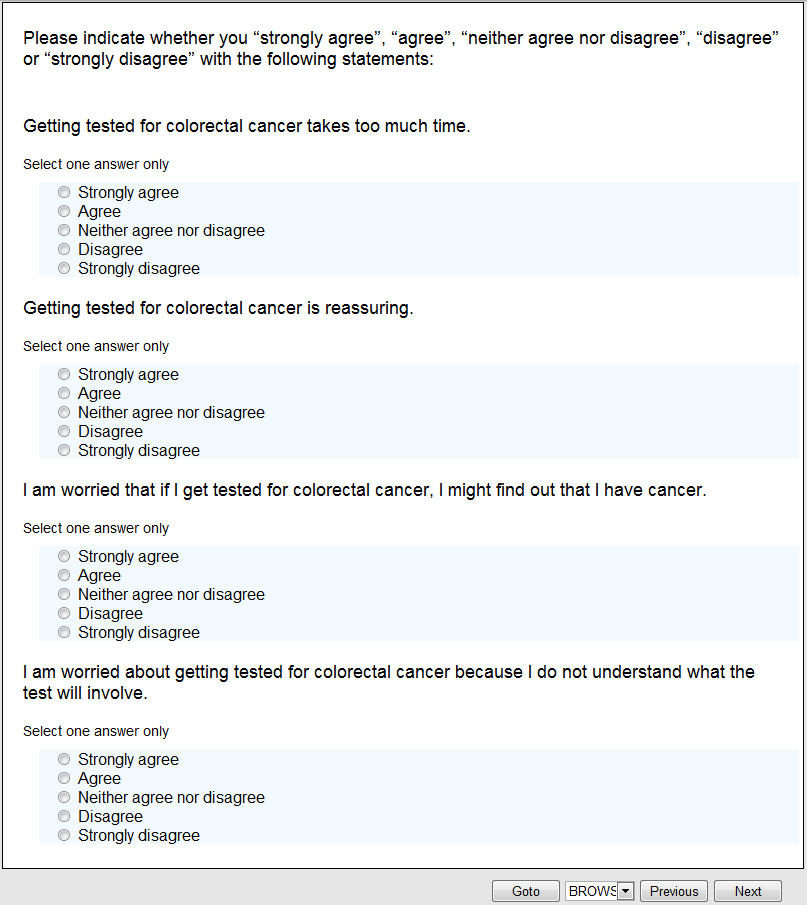 Please indicate whether you “strongly agree”, “agree”, “neither agree nor disagree”, “disagree”
or “strongly disagree” with the following statements:
Getting tested for colorectal cancer takes too much time.
Select one answer only
Strongly agree
Agree
Neither agree nor disagree
Disagree
Strongly disagree
Getting tested for colorectal cancer is reassuring.
Select one answer only
Strongly agree
Agree
Neither agree nor disagree
Disagree
Strongly disagree
I am worried that if I get tested for colorectal cancer, I might find out that I have cancer.
Select one answer only
Strongly agree
Agree
Neither agree nor disagree
Disagree
Strongly disagree
I am worried about getting tested for colorectal cancer because I do not understand what the
test will involve.
Select one answer only
Strongly agree
Agree
Neither agree nor disagree
Disagree
Strongly disagree
Goto BROWS Previous Next